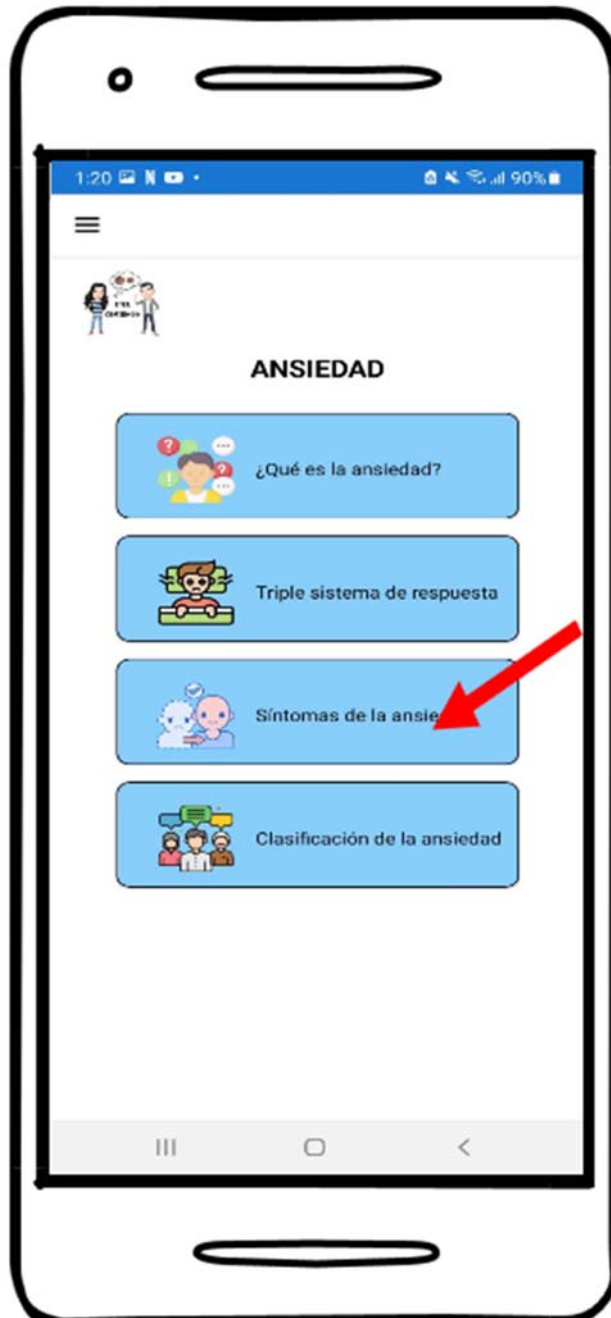 1:20
90%
ANSIEDAD
¿Qué es la ansiedad?
Triple sistema de respuesta
Síntomas de la ansie
Clasificación de la ansiedad